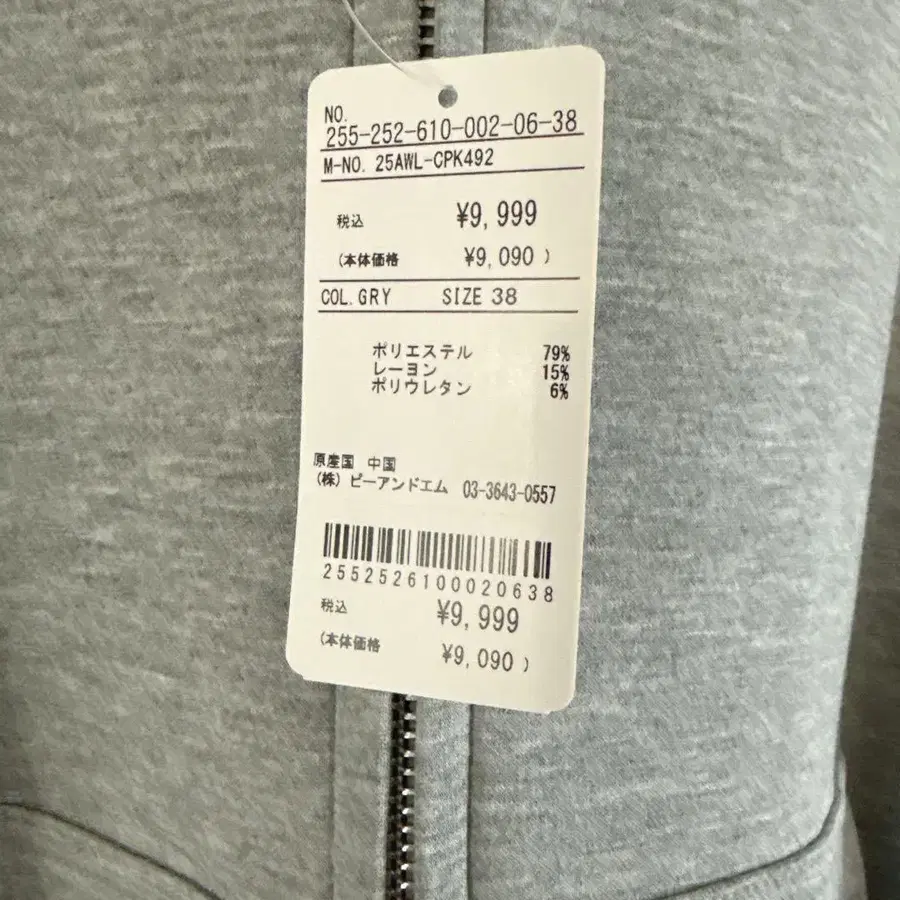 NO.
255-252-610-002-06-38
M-NO. 25AWL-CPK492
税込 ¥9,999
(本体価格 ¥9,090 )
COL.GRY SIZE 38
ポリエステル 79%
レーヨン 15%
ポリウレタン 6%
原産国 中国
(株)ピーアンドエム 03-3643-0557
2552526100020638
税込 ¥9,999
(本体価格 ¥9,090 )